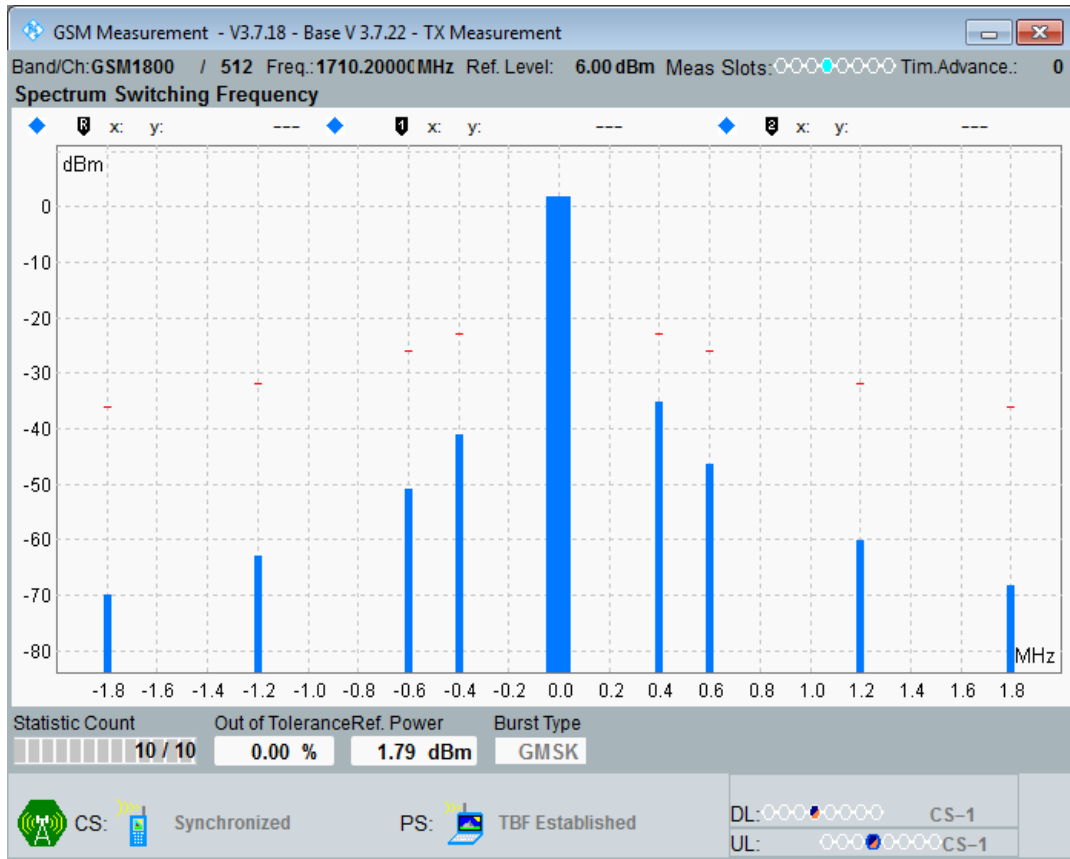 GSM Measurement - V3.7.18 - Base V 3.7.22 - TX Measurement
Band/Ch:GSM1800 / 512 Freq.:1710.20000MHz Ref. Level: 6.00 dBm Meas Slots: Tim.Advance.: 0
Spectrum Switching Frequency
R x: y: --- 1 x: y: --- 2 x: y: ---
dBm
0
-10
-20
-30
-40
-50
-60
-70
-80
MHz
-1.8 -1.6 -1.4 -1.2 -1.0 -0.8 -0.6 -0.4 -0.2 0.0 0.2 0.4 0.6 0.8 1.0 1.2 1.4 1.6 1.8
Statistic Count Out of Tolerance Ref. Power Burst Type
10 / 10 0.00 % 1.79 dBm GMSK
CS: Synchronized PS: TBF Established
DL: CS-1
UL: CS-1